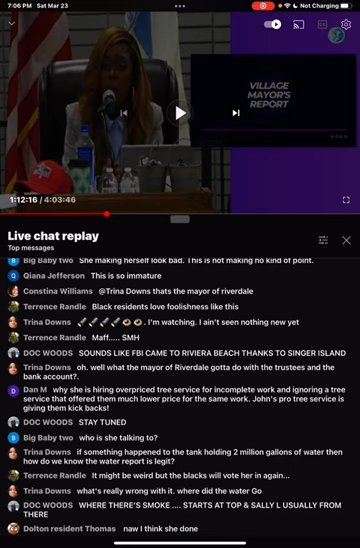 7:06 PM Sat Mar 23
Not Charging
VILLAGE
MAYOR'S
REPORT
1:12:16 / 4:03:46
Live chat replay
Top messages
Big Baby two She making herself look bad. This is not making no kind of point.
Qiana Jefferson This is so immature
Constina Williams @Trina Downs thats the mayor of riverdale
Terrence Randle Black residents love foolishness like this
Trina Downs . I'm watching. I ain't seen nothing new yet
Terrence Randle Maff..... SMH
DOC WOODS SOUNDS LIKE FBI CAME TO RIVIERA BEACH THANKS TO SINGER ISLAND
Trina Downs oh. well what the mayor of Riverdale gotta do with the trustees and the
bank account?.
D Dan M why she is hiring overpriced tree service for incomplete work and ignoring a
tree service that offered them much lower price for the same work. John's pro tree service is
giving them kick backs!
DOC WOODS STAY TUNED
B Big Baby two who is she talking to?
Trina Downs if something happened to the tank holding 2 million gallons of water then
how do we know the water report is legit?
Terrence Randle It might be weird but the blacks will vote her in again...
Trina Downs what's really wrong with it. where did the water Go
DOC WOODS WHERE THERE'S SMOKE .... STARTS AT TOP & SALLY L USUALLY FROM
THERE
Dolton resident Thomas naw I think she done